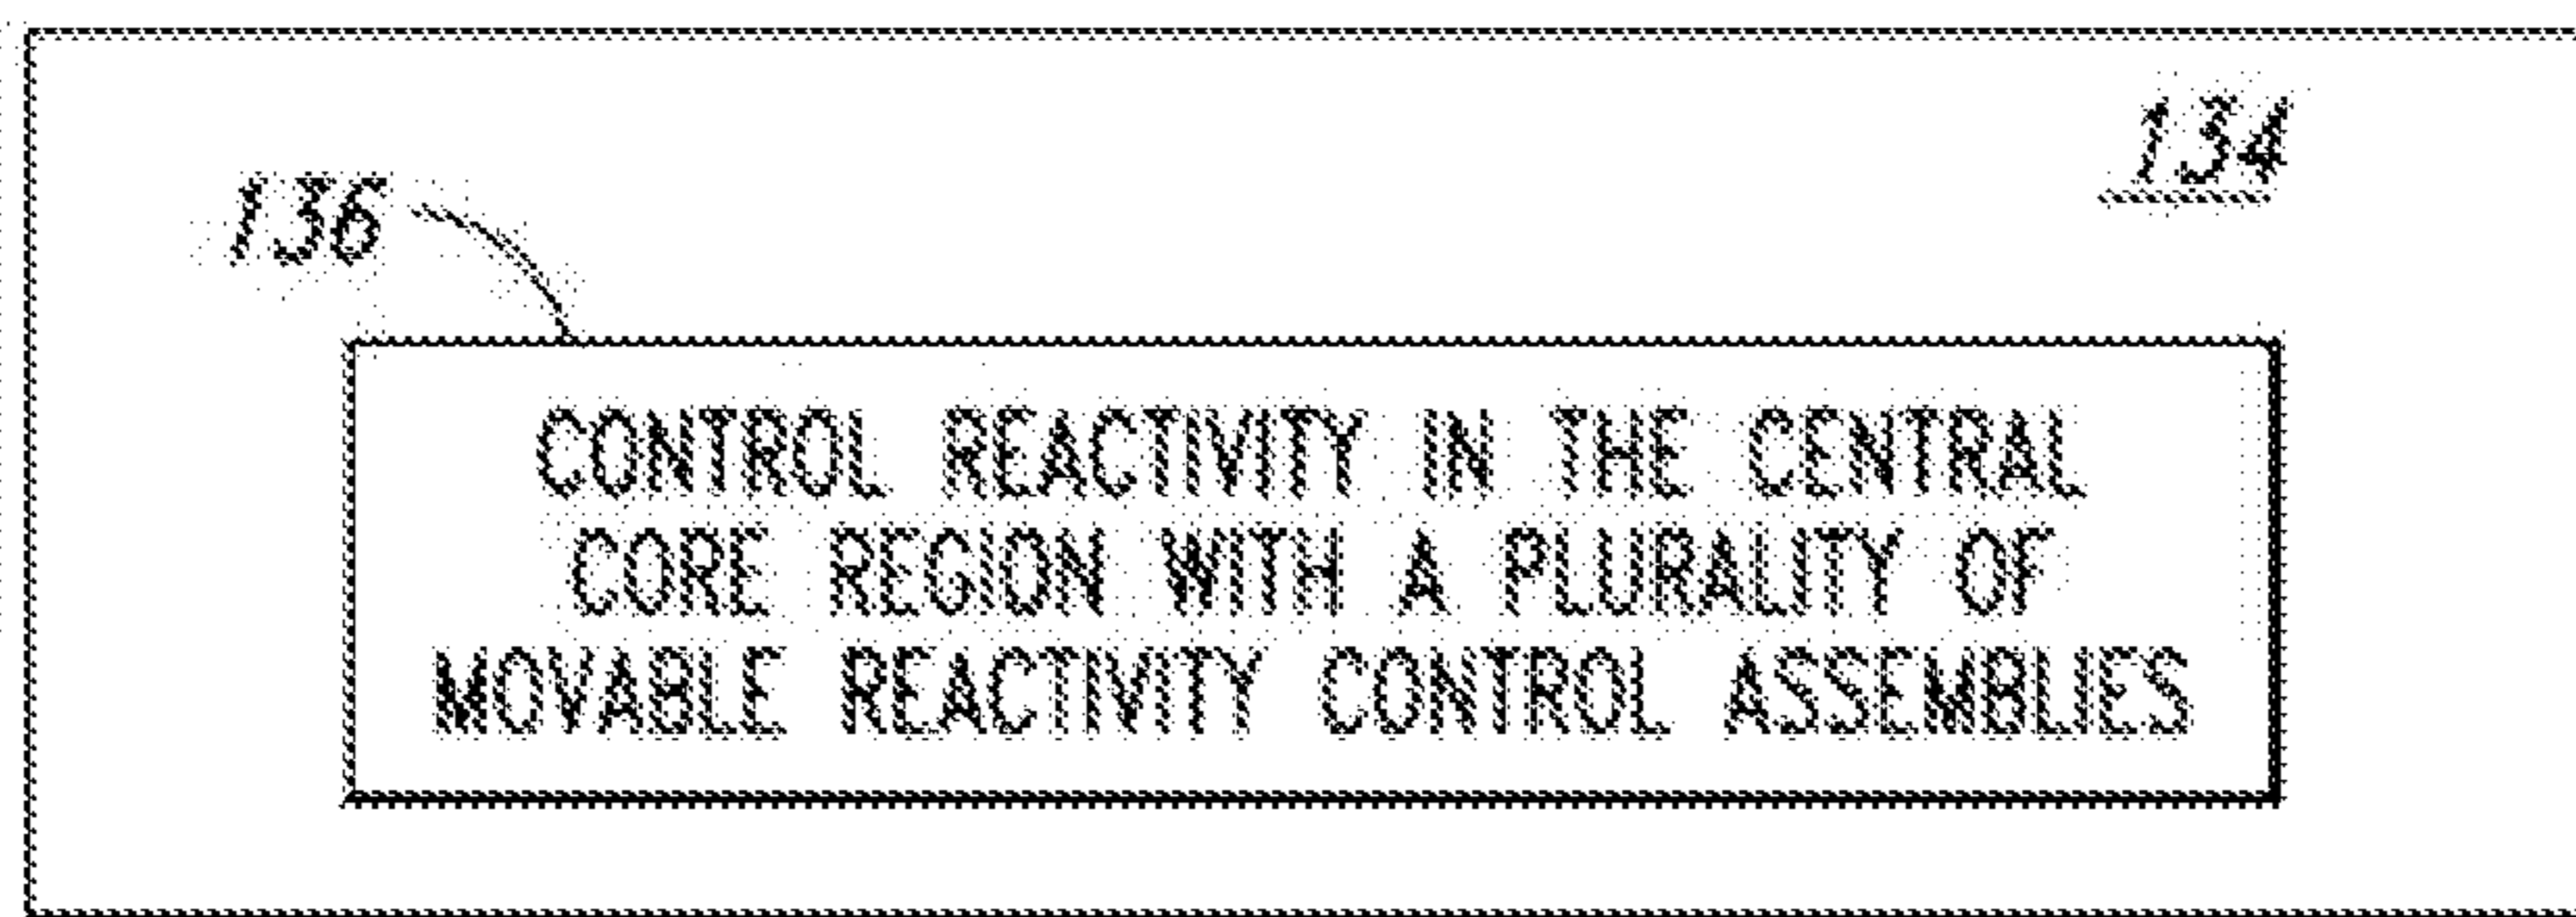 134
136
CONTROL REACTIVITY IN THE CENTRAL
CORE REGION WITH A PLURALITY OF
MOVABLE REACTIVITY CONTROL ASSEMBLIES